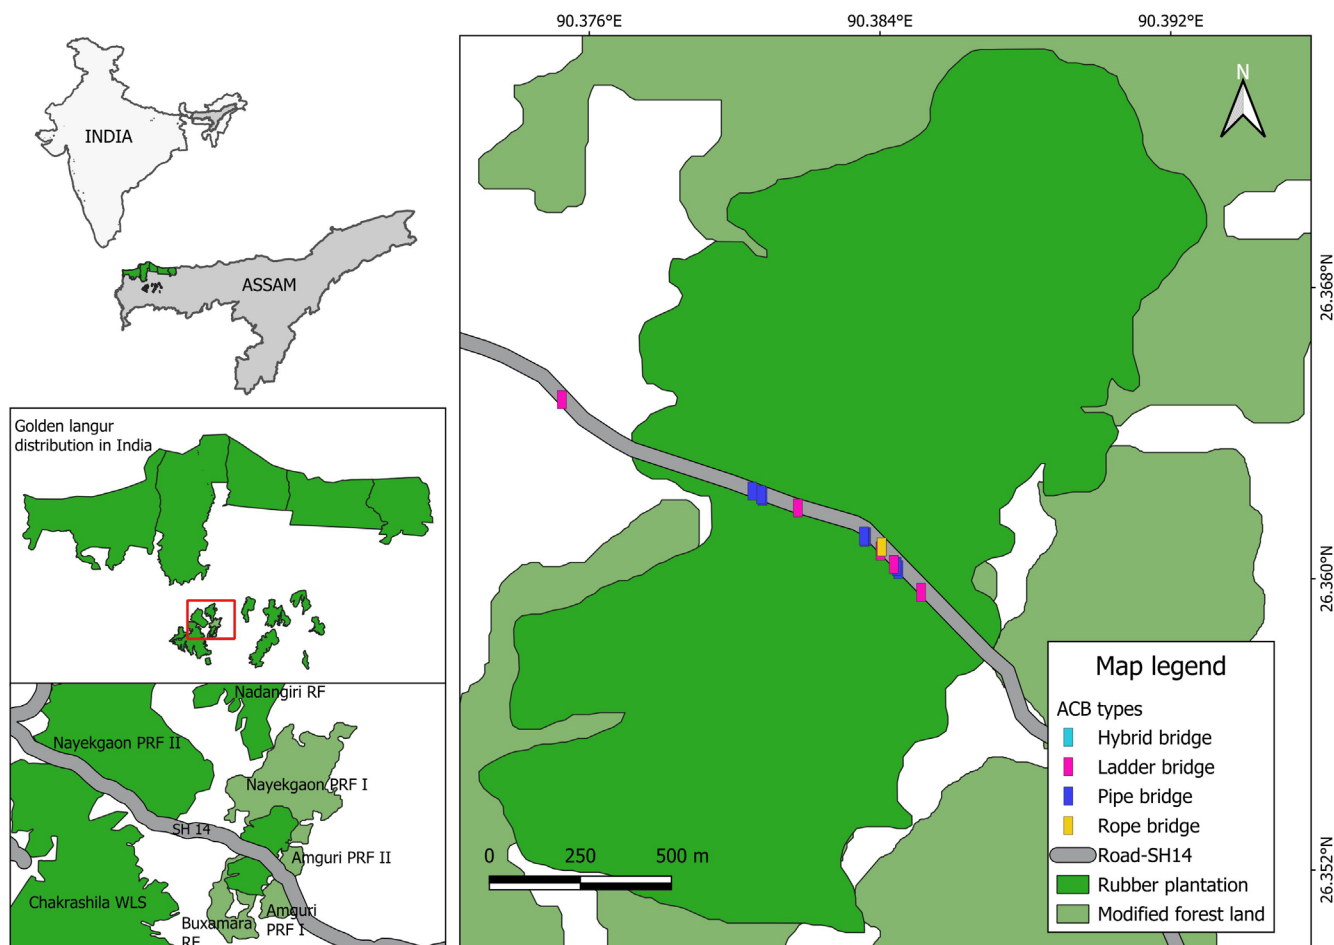 90.376°E
90.384°E
90.392°E
INDIA
ASSAM
N
26.368°N
26.360°N
26.352°N
Golden langur
distribution in India
Nadangiri RF
Nayekgaon PRF II
Nayekgaon PRF I
SH 14
Amguri PRF II
Chakrashila WLS
Amguri
PRF I
Buxamara
RF
0 250 500 m
Map legend
ACB types
Hybrid bridge
Ladder bridge
Pipe bridge
Rope bridge
Road-SH14
Rubber plantation
Modified forest land